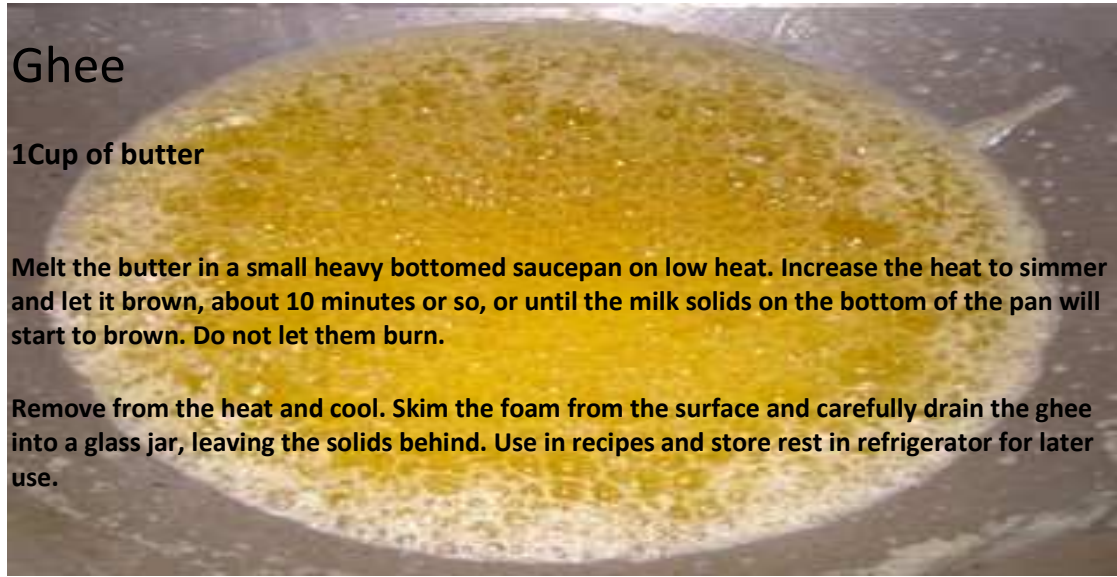 Ghee
1Cup of butter
Melt the butter in a small heavy bottomed saucepan on low heat. Increase the heat to simmer
and let it brown, about 10 minutes or so, or until the milk solids on the bottom of the pan will
start to brown. Do not let them burn.
Remove from the heat and cool. Skim the foam from the surface and carefully drain the ghee
into a glass jar, leaving the solids behind. Use in recipes and store rest in refrigerator for later
use.